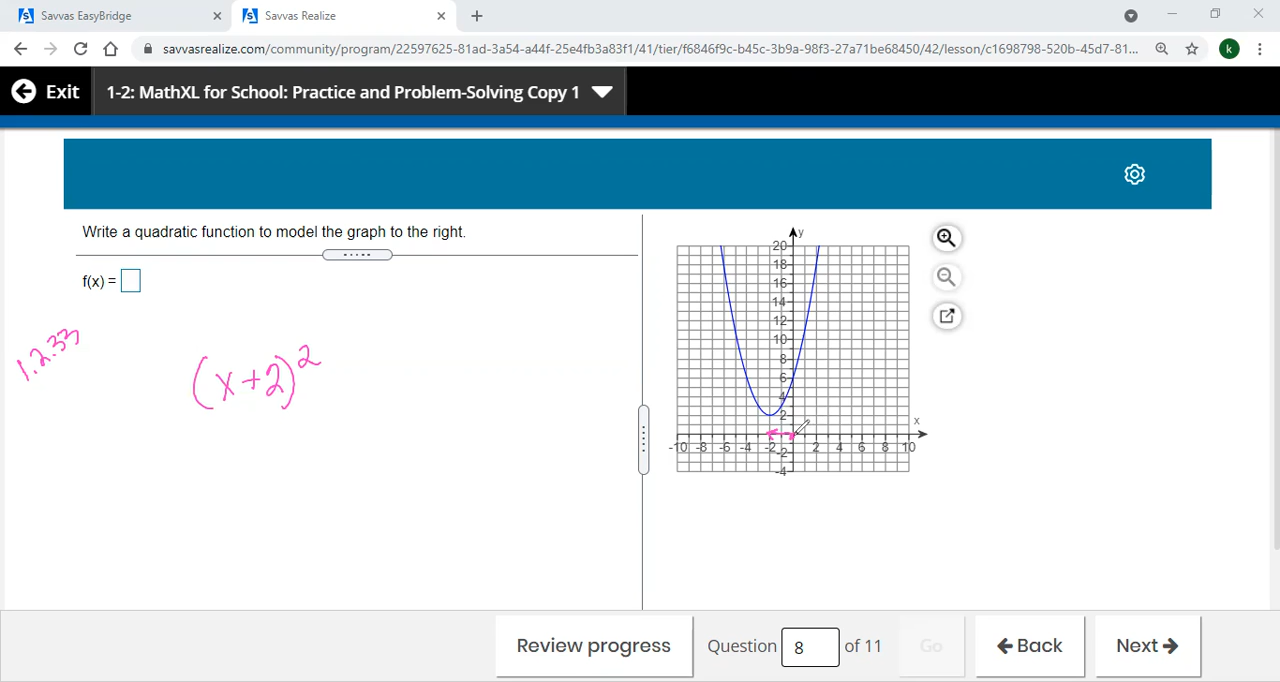 Savvas EasyBridge
Savvas Realize
savvasrealize.com/community/program/22597625-81ad-3a54-a44f-25e4fb3a83f1/41/tier/f6846f9c-b45c-3b9a-98f3-27a71be68450/42/lesson/c1698798-520b-45d7-81...
k
Exit
1-2: MathXL for School: Practice and Problem-Solving Copy 1
Write a quadratic function to model the graph to the right.
f(x) =
1.2.33
(x+2)²
y
20
18
16
14
12
10
8
6
4
2
x
-10 -8 -6 -4 -2 2 4 6 8 10
-2
-4
Review progress
Question 8 of 11
Go
Back
Next